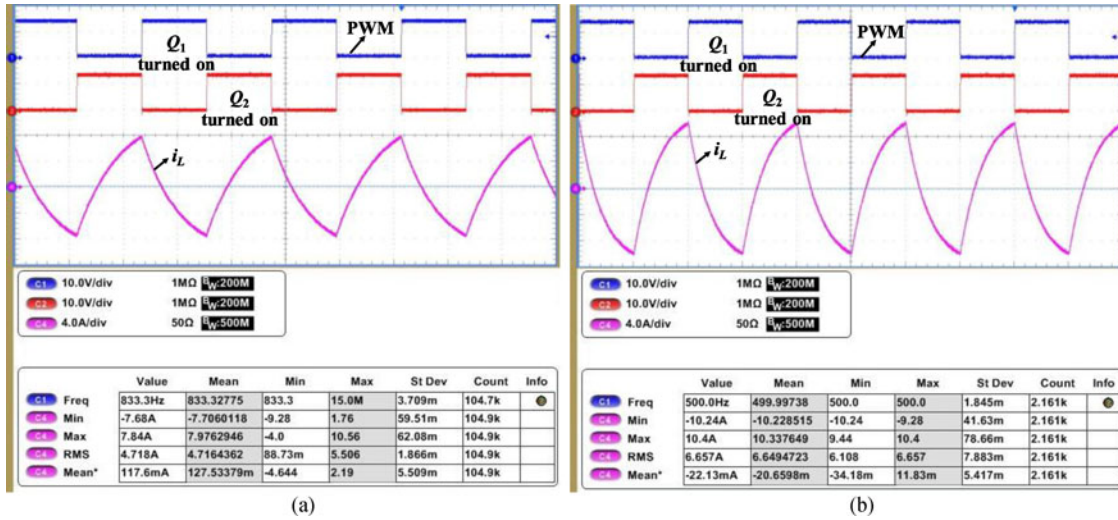 Q1
turned on
PWM
Q2
turned on
iL
C1 10.0V/div 1MΩ BW:200M
C2 10.0V/div 1MΩ BW:200M
C4 4.0A/div 50Ω BW:500M
Value Mean Min Max St Dev Count Info
C1 Freq 833.3Hz 833.32775 833.3 15.0M 3.709m 104.7k
C4 Min -7.68A -7.7060118 -9.28 1.76 59.51m 104.9k
C4 Max 7.84A 7.9762946 -4.0 10.56 62.08m 104.9k
C4 RMS 4.718A 4.7164362 88.73m 5.506 1.866m 104.9k
C4 Mean* 117.6mA 127.53379m -4.644 2.19 5.509m 104.9k
(a)
Q1
turned on
PWM
Q2
turned on
iL
C1 10.0V/div 1MΩ BW:200M
C2 10.0V/div 1MΩ BW:200M
C4 4.0A/div 50Ω BW:500M
Value Mean Min Max St Dev Count Info
C1 Freq 500.0Hz 499.99738 500.0 500.0 1.845m 2.161k
C4 Min -10.24A -10.228515 -10.24 -9.28 41.63m 2.161k
C4 Max 10.4A 10.337649 9.44 10.4 78.66m 2.161k
C4 RMS 6.657A 6.6494723 6.108 6.657 7.883m 2.161k
C4 Mean* -22.13mA -20.6598m -34.18m 11.83m 5.417m 2.161k
(b)